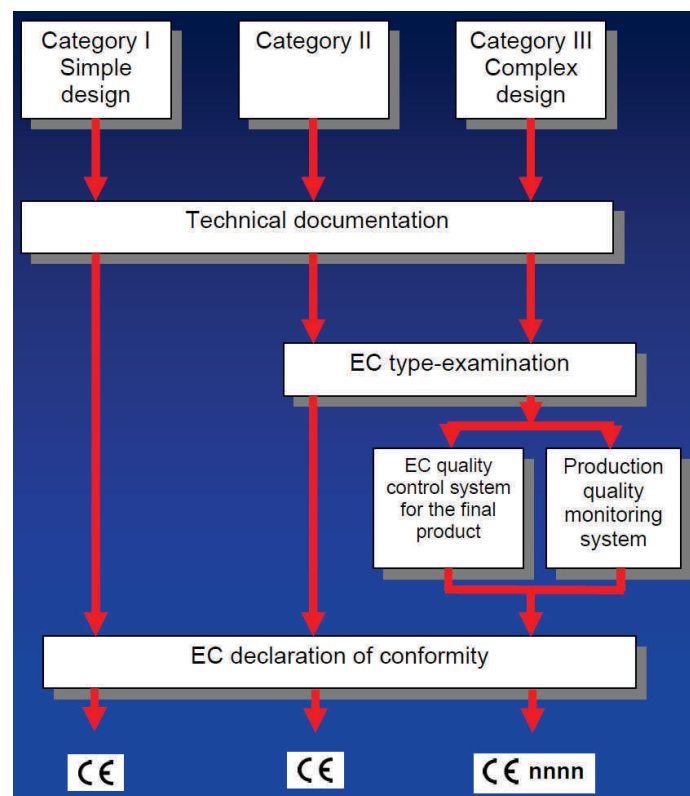 Category I
Simple
design
Category II
Category III
Complex
design
Technical documentation
EC type-examination
EC quality
control system
for the final
product
Production
quality
monitoring
system
EC declaration of conformity
CE
CE
CE nnnn